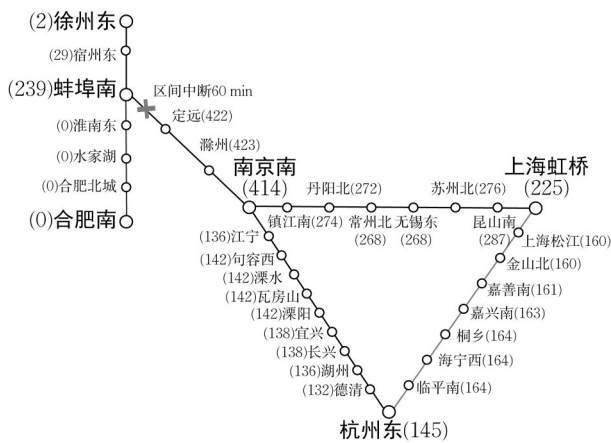 (2)徐州东
(29)宿州东
(239)蚌埠南
区间中断60 min
定远(422)
(0)淮南东
滁州(423)
(0)水家湖
(0)合肥北城
(0)合肥南
南京南
(414)
上海虹桥
(225)
丹阳北(272)
苏州北(276)
镇江南(274)
常州北
(268)
无锡东
(268)
昆山南
(287)
上海松江(160)
(136)江宁
金山北(160)
(142)句容西
(142)溧水
嘉善南(161)
(142)瓦房山
(142)溧阳
嘉兴南(163)
(138)宜兴
桐乡(164)
(138)长兴
海宁西(164)
(136)湖州
(132)德清
临平南(164)
杭州东(145)